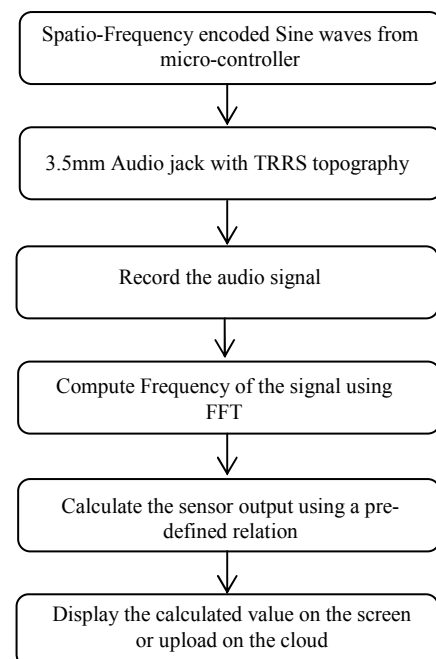 Spatio-Frequency encoded Sine waves from
micro-controller
3.5mm Audio jack with TRRS topography
Record the audio signal
Compute Frequency of the signal using
FFT
Calculate the sensor output using a pre-
defined relation
Display the calculated value on the screen
or upload on the cloud